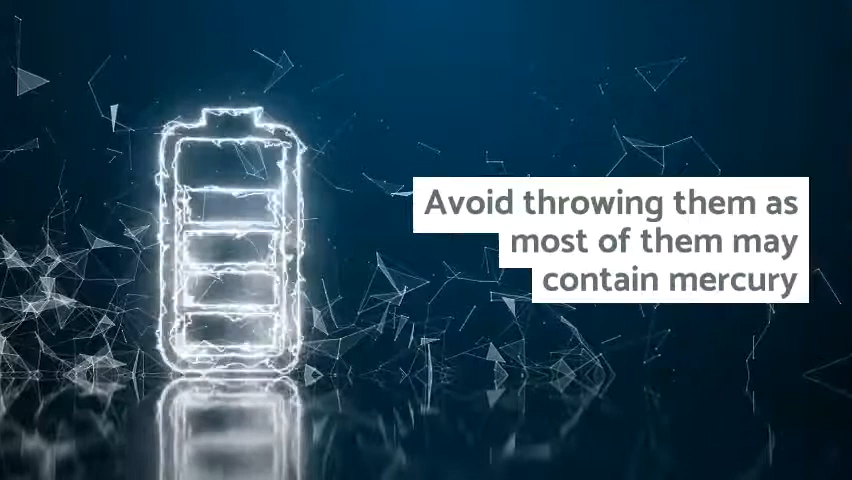 Avoid throwing them as
most of them may
contain mercury